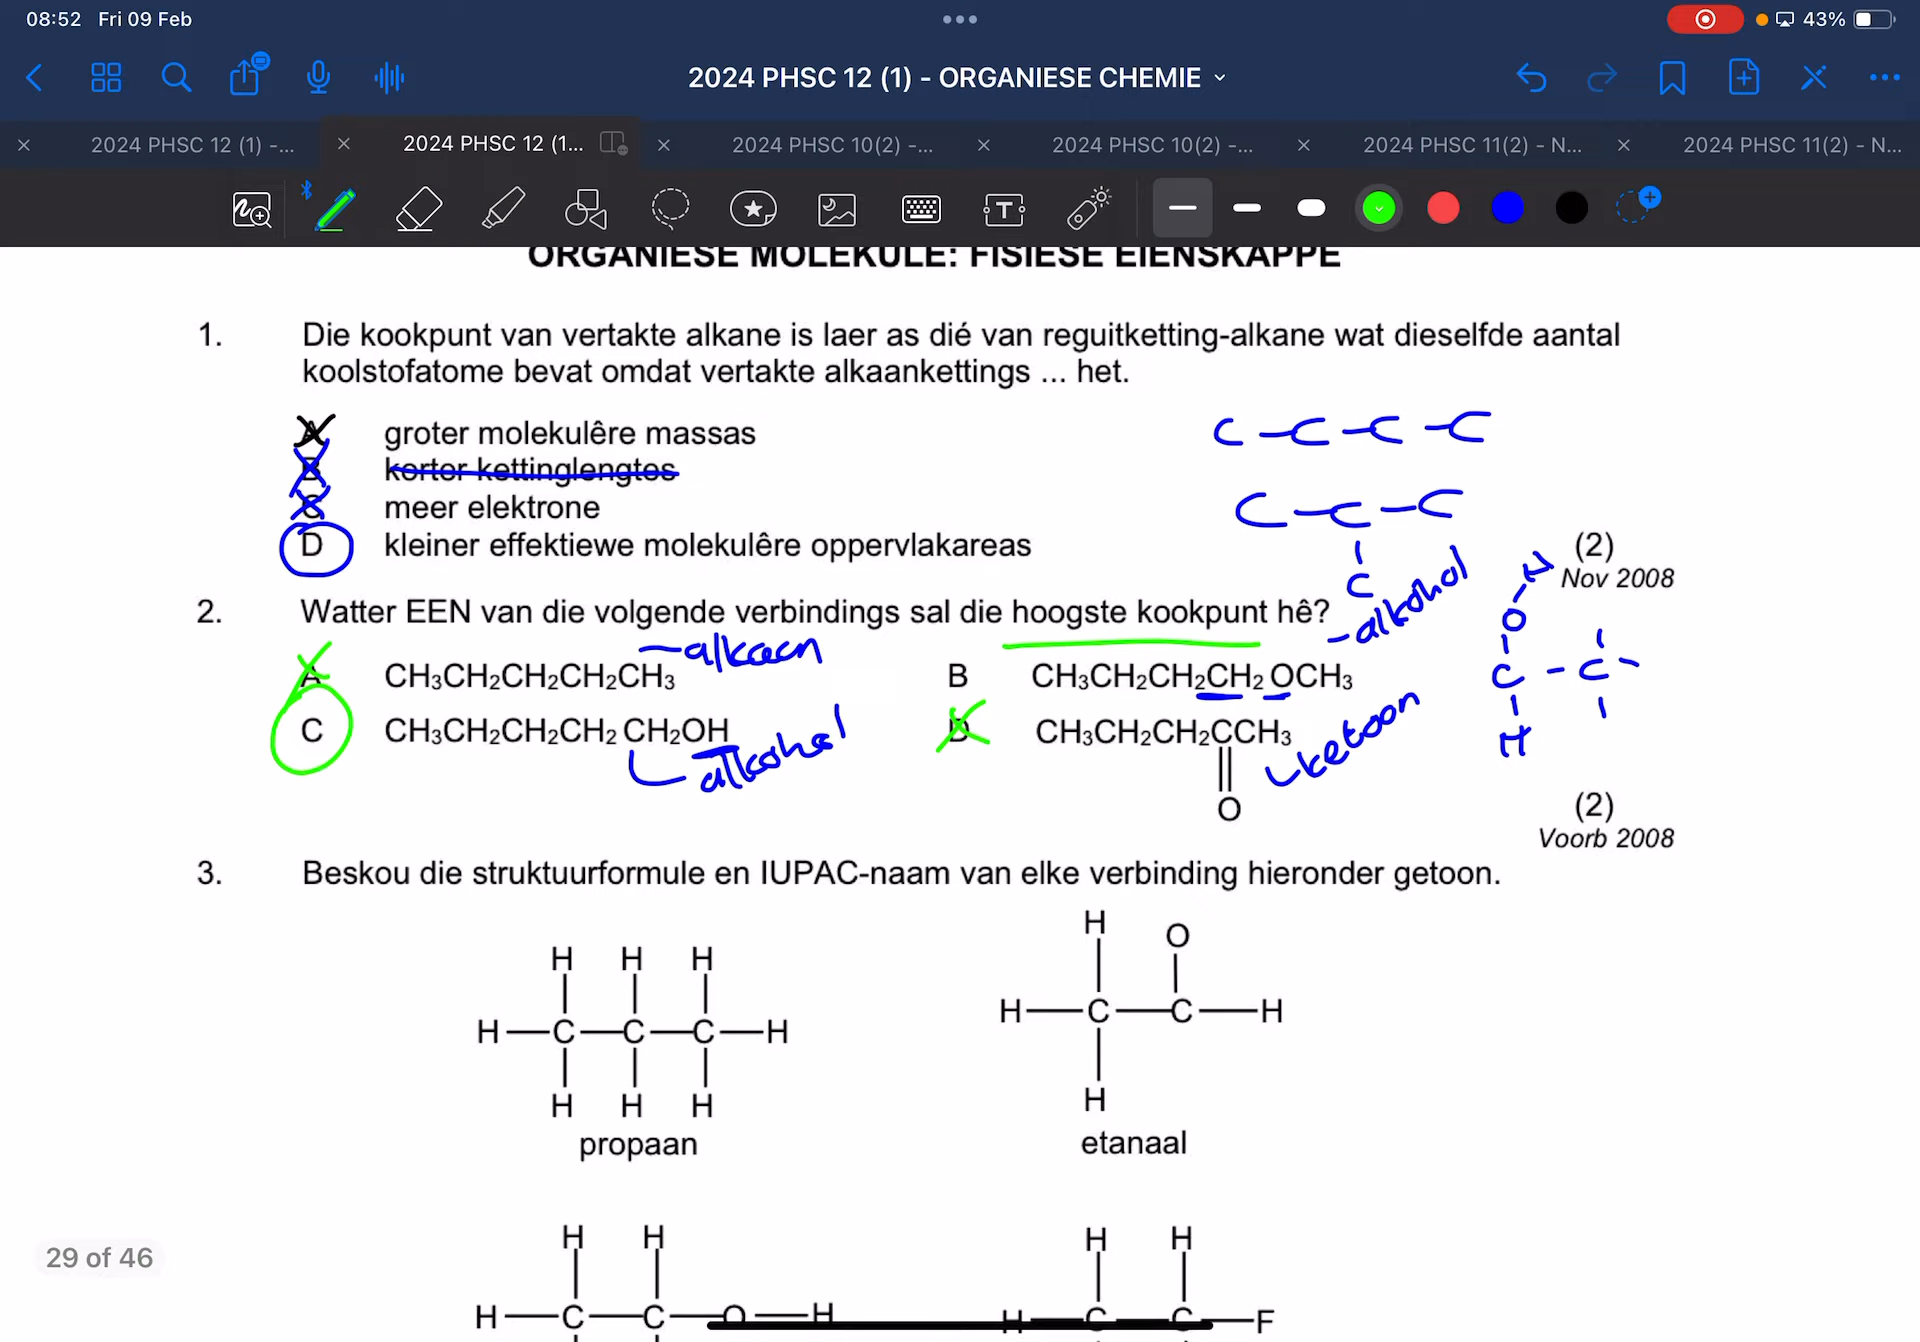 08:52 Fri 09 Feb
43%
2024 PHSC 12 (1) - ORGANIESE CHEMIE
2024 PHSC 12 (1) -...
2024 PHSC 12 (1...
2024 PHSC 10(2) -...
2024 PHSC 10(2) -...
2024 PHSC 11(2) - N...
2024 PHSC 11(2) - N...
ORGANIESE MOLEKULE: FISIESE EIENSKAPPE
1. Die kookpunt van vertakte alkane is laer as dié van reguitketting-alkane wat dieselfde aantal
koolstofatome bevat omdat vertakte alkaankettings ... het.
A groter molekulêre massas
B korter kettinglengtes
C meer elektrone
D kleiner effektiewe molekulêre oppervlakareas
C - C - C - C
C - C - C
C
(2)
Nov 2008
2. Watter EEN van die volgende verbindings sal die hoogste kookpunt hê?
A CH₃CH₂CH₂CH₂CH₃
alkaan
B CH₃CH₂CH₂CH₂ OCH₃
alkohol
C CH₃CH₂CH₂CH₂ CH₂OH
alkohol
D CH₃CH₂CH₂CCH₃
O
ketoon
H
O
C - C -
H
(2)
Voorb 2008
3. Beskou die struktuurformule en IUPAC-naam van elke verbinding hieronder getoon.
H H H
H C C C H
H H H
propaan
H O
H C C H
H
etanaal
H H
H C C O H
H H
H C C F
29 of 46